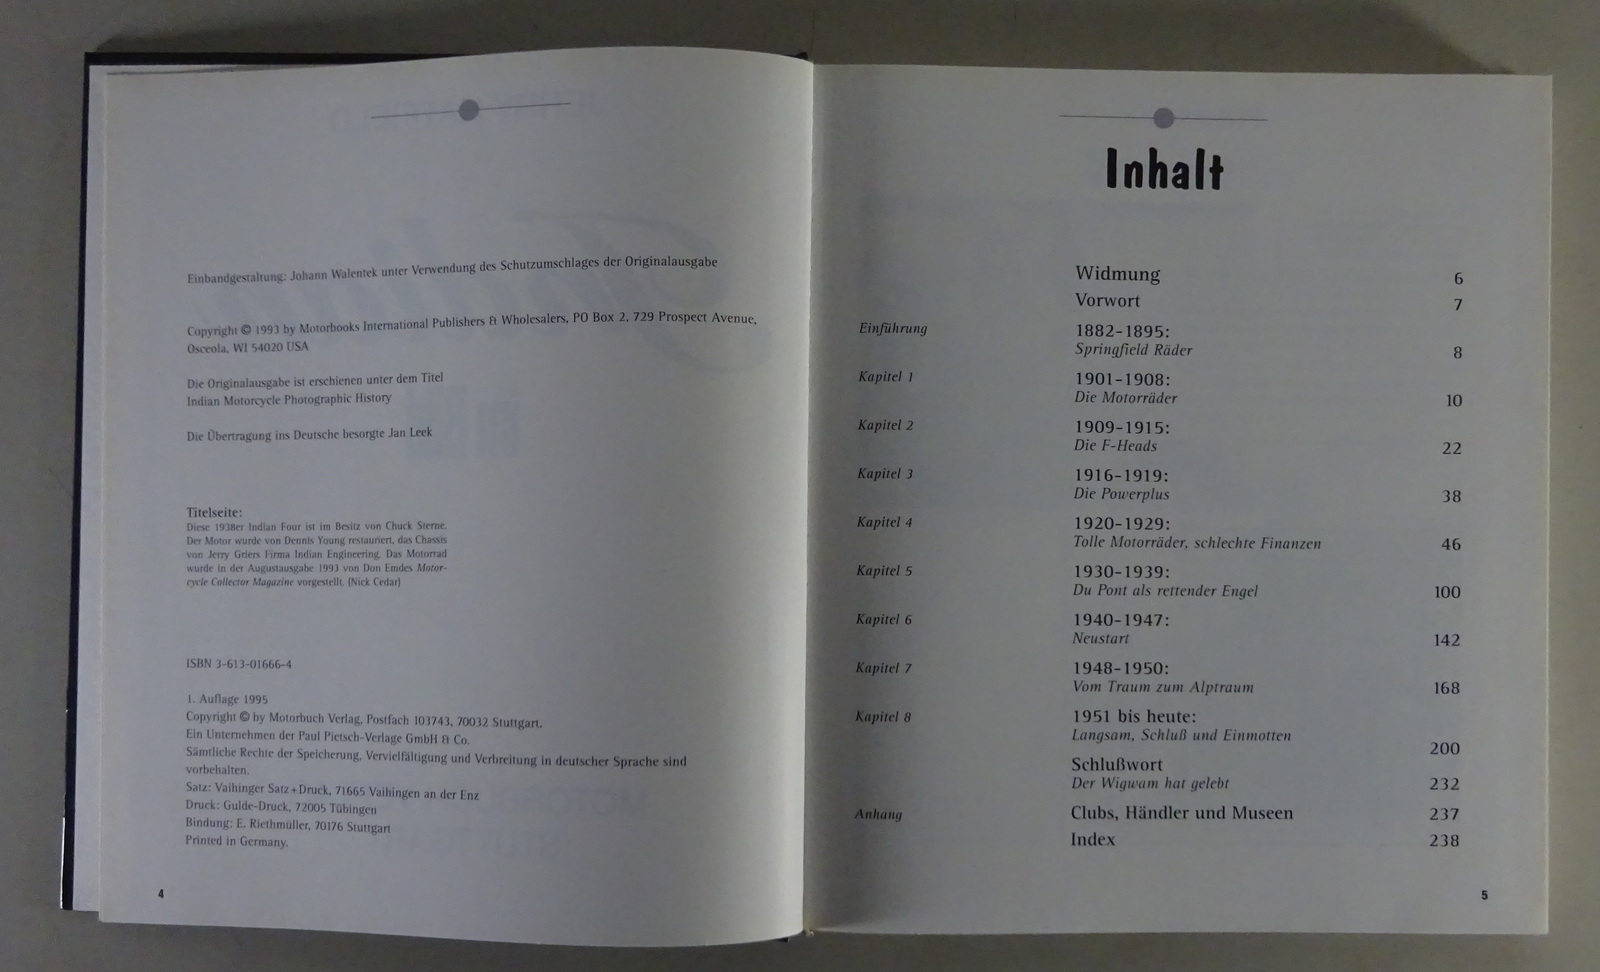 Einbandgestaltung: Johann Walentek unter Verwendung des Schutzumschlages der Originalausgabe
Copyright © 1993 by Motorbooks International Publishers & Wholesalers, PO Box 2, 729 Prospect Avenue,
Osceola, WI 54020 USA
Die Originalausgabe ist erschienen unter dem Titel
Indian Motorcycle Photographic History
Die Übertragung ins Deutsche besorgte Jan Leek
Titelseite:
Diese 1938er Indian Four ist im Besitz von Chuck Sterne.
Der Motor wurde von Dennis Young restauriert, das Chassis
von Jerry Griers Firma Indian Engineering. Das Motorrad
wurde in der Augustausgabe 1993 von Don Emdes Motor-
cycle Collector Magazine vorgestellt. (Nick Cedar)
ISBN 3-613-01666-4
1. Auflage 1995
Copyright © by Motorbuch Verlag, Postfach 103743, 70032 Stuttgart.
Ein Unternehmen der Paul Pietsch-Verlage GmbH & Co.
Sämtliche Rechte der Speicherung, Vervielfältigung und Verbreitung in deutscher Sprache sind
vorbehalten.
Satz: Vaihinger Satz+Druck, 71665 Vaihingen an der Enz
Druck: Gulde-Druck, 72005 Tübingen
Bindung: E. Riethmüller, 70176 Stuttgart
Printed in Germany.
4
Inhalt
Widmung 6
Vorwort 7
Einführung 1882-1895:
Springfield Räder 8
Kapitel 1 1901-1908:
Die Motorräder 10
Kapitel 2 1909-1915:
Die F-Heads 22
Kapitel 3 1916-1919:
Die Powerplus 38
Kapitel 4 1920-1929:
Tolle Motorräder, schlechte Finanzen 46
Kapitel 5 1930-1939:
Du Pont als rettender Engel 100
Kapitel 6 1940-1947:
Neustart 142
Kapitel 7 1948-1950:
Vom Traum zum Alptraum 168
Kapitel 8 1951 bis heute:
Langsam, Schluß und Einmotten 200
Schlußwort
Der Wigwam hat gelebt 232
Anhang Clubs, Händler und Museen 237
Index 238
5